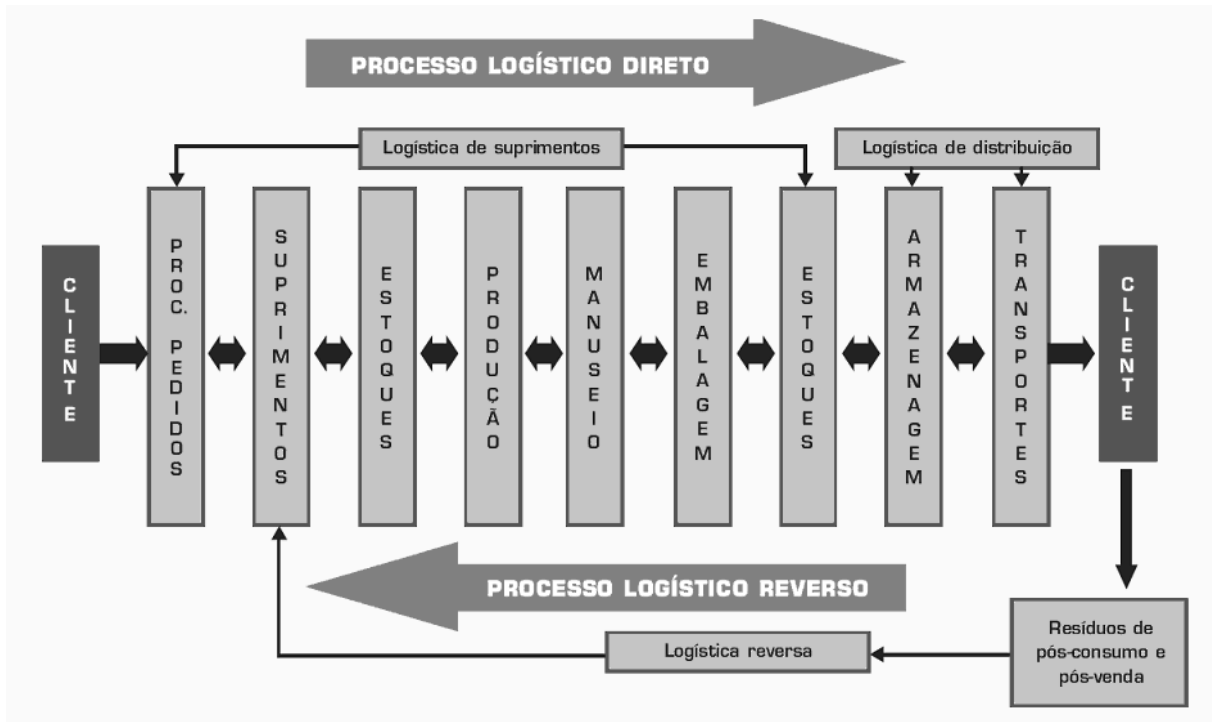 PROCESSO LOGÍSTICO DIRETO
Logística de suprimentos
Logística de distribuição
CLIENTE
PROC. PEDIDOS
SUPRIMENTOS
ESTOQUES
PRODUÇÃO
MANUSEIO
EMBALAGEM
ESTOQUES
ARMAZENAGEM
TRANSPORTES
CLIENTE
PROCESSO LOGÍSTICO REVERSO
Logística reversa
Resíduos de
pós-consumo e
pós-venda